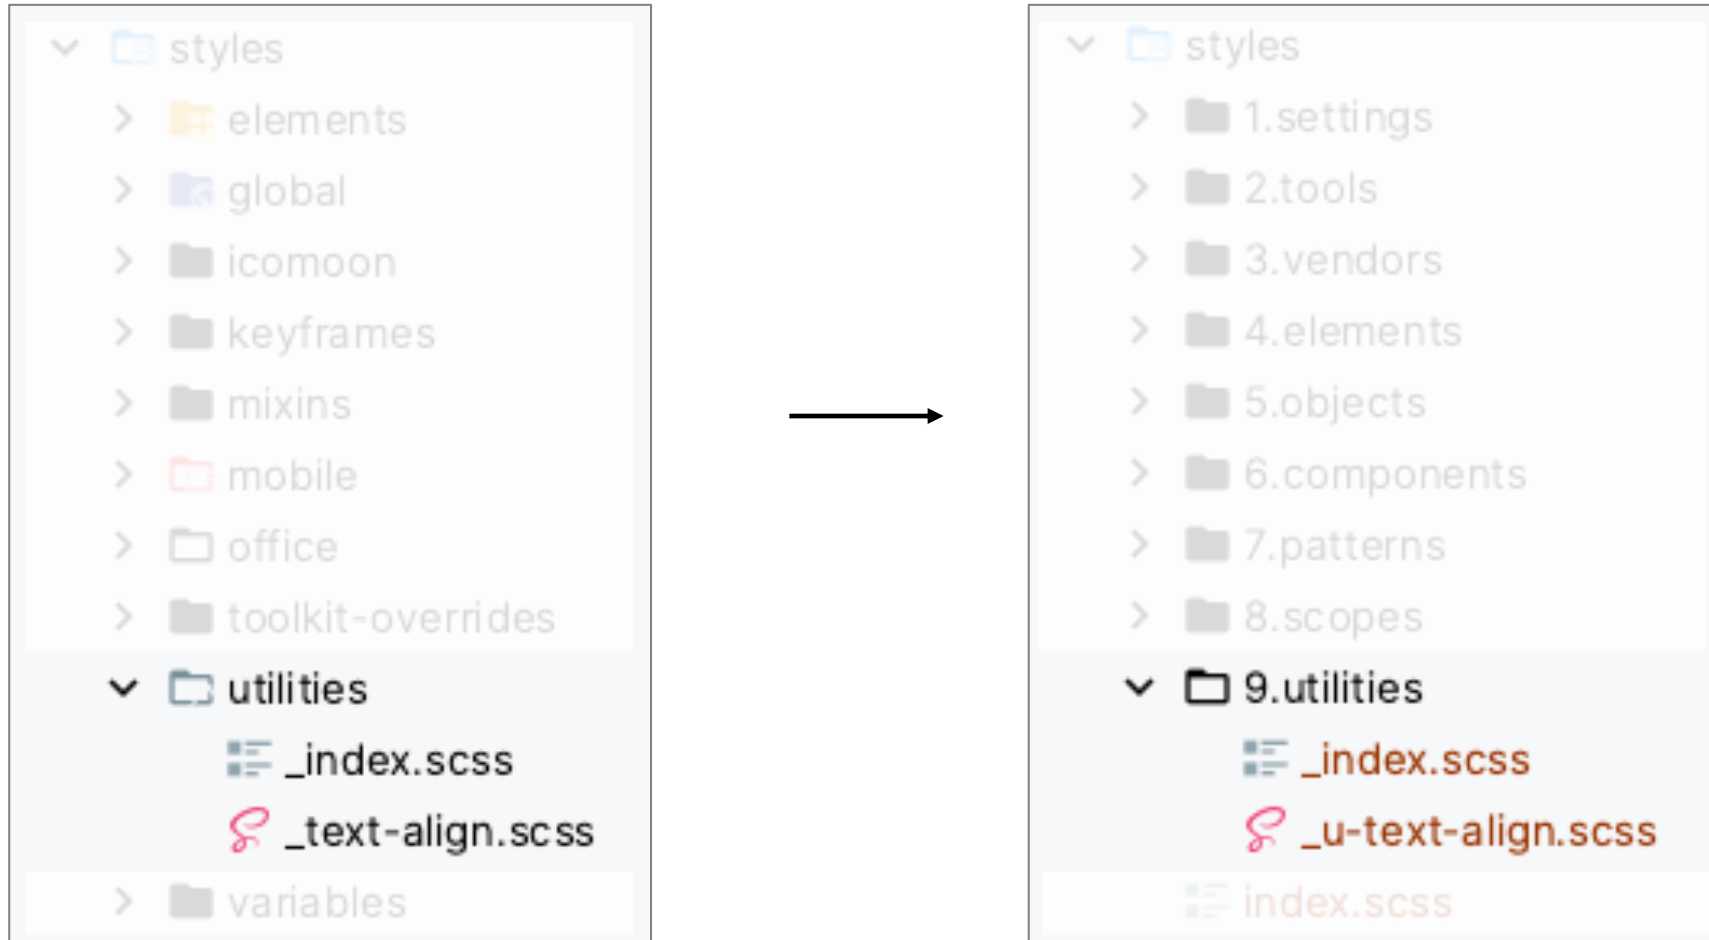 styles
elements
global
icomoon
keyframes
mixins
mobile
office
toolkit-overrides
utilities
_index.scss
_text-align.scss
variables
styles
1.settings
2.tools
3.vendors
4.elements
5.objects
6.components
7.patterns
8.scopes
9.utilities
_index.scss
_u-text-align.scss
index.scss